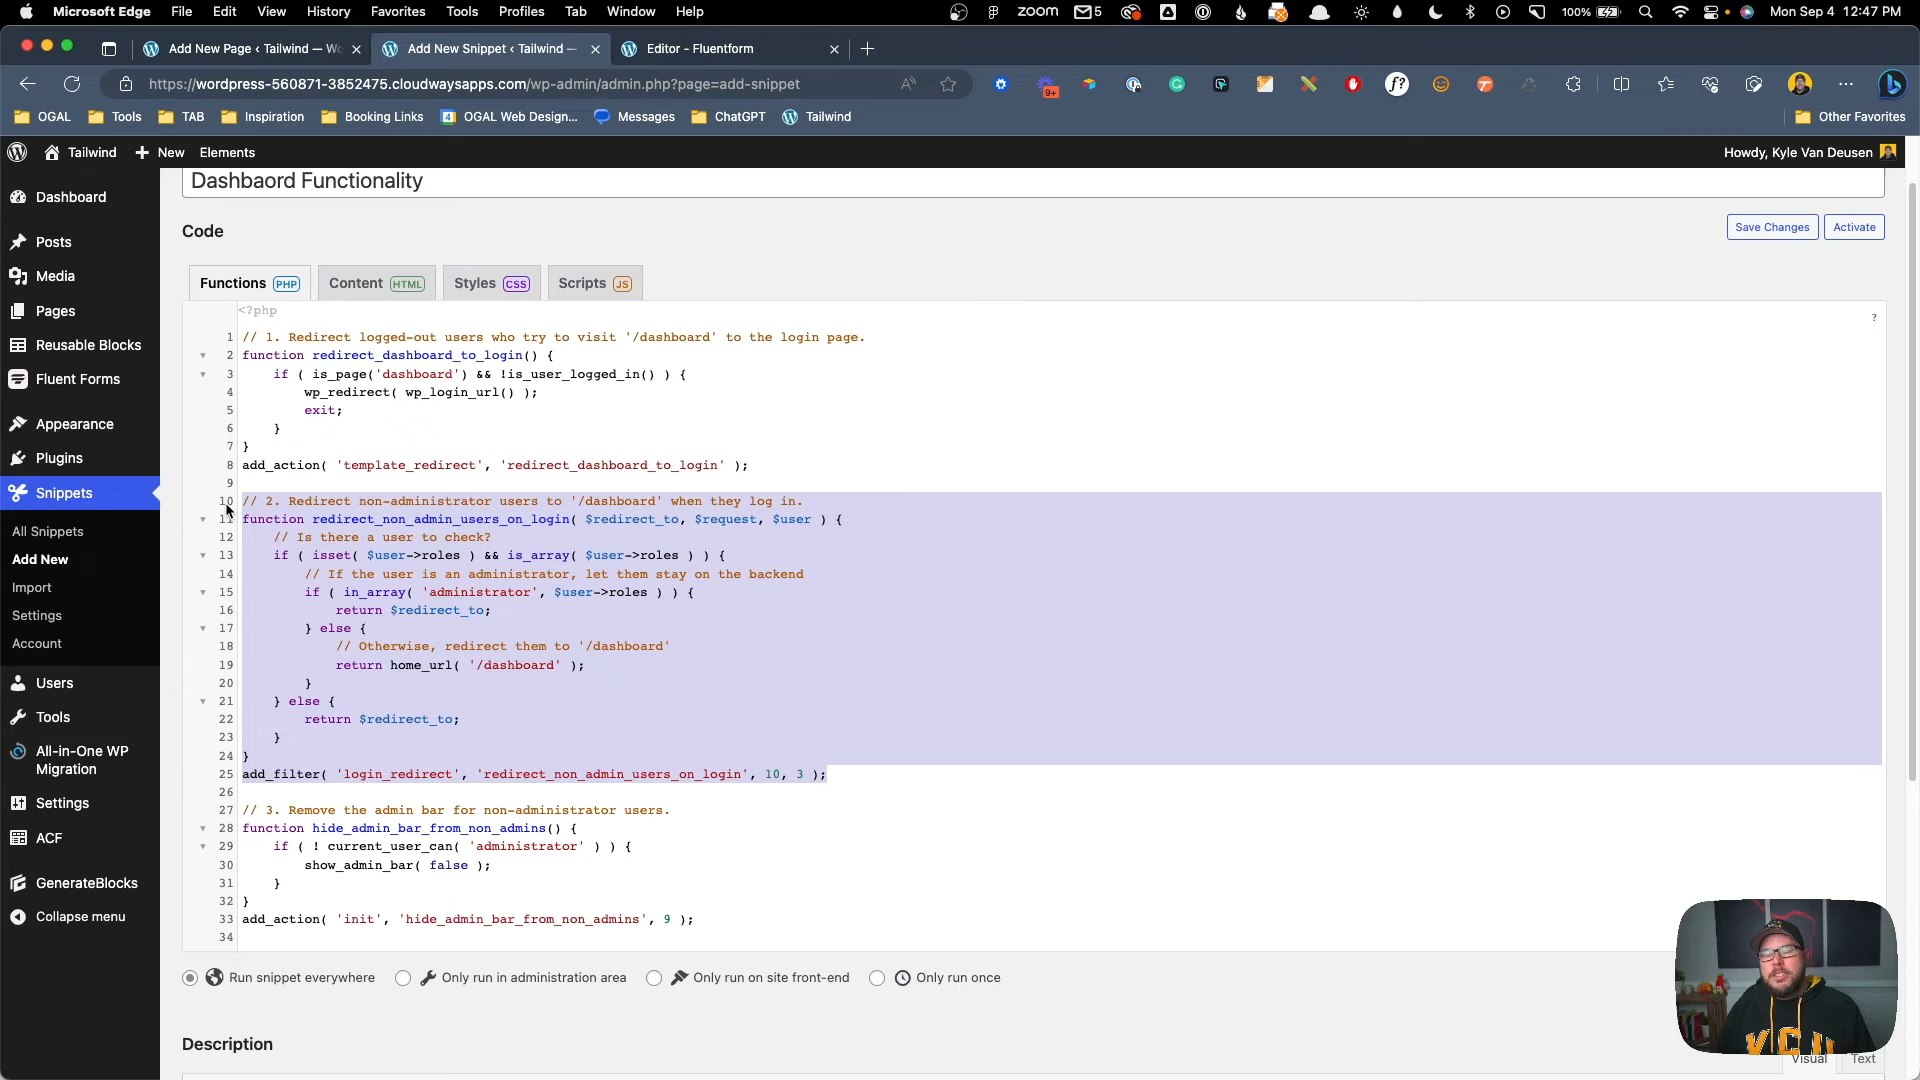 Microsoft Edge File Edit View History Favorites Tools Profiles Tab Window Help zoom 5 100% Mon Sep 4 12:47 PM
Add New Page ‹ Tailwind — Wo Add New Snippet ‹ Tailwind — Editor - Fluentform
https://wordpress-560871-3852475.cloudwaysapps.com/wp-admin/admin.php?page=add-snippet 9+ f?
OGAL Tools TAB Inspiration Booking Links OGAL Web Design... Messages ChatGPT Tailwind Other Favorites
Tailwind New Elements Howdy, Kyle Van Deusen
Dashboard
Posts
Media
Pages
Reusable Blocks
Fluent Forms
Appearance
Plugins
Snippets
All Snippets
Add New
Import
Settings
Account
Users
Tools
All-in-One WP
Migration
Settings
ACF
GenerateBlocks
Collapse menu
Dashbaord Functionality
Code
Save Changes Activate
Functions PHP Content HTML Styles CSS Scripts JS
<?php
?
1 // 1. Redirect logged-out users who try to visit '/dashboard' to the login page.
2 function redirect_dashboard_to_login() {
3 if ( is_page('dashboard') && !is_user_logged_in() ) {
4 wp_redirect( wp_login_url() );
5 exit;
6 }
7 }
8 add_action( 'template_redirect', 'redirect_dashboard_to_login' );
9
10 // 2. Redirect non-administrator users to '/dashboard' when they log in.
11 function redirect_non_admin_users_on_login( $redirect_to, $request, $user ) {
12 // Is there a user to check?
13 if ( isset( $user->roles ) && is_array( $user->roles ) ) {
14 // If the user is an administrator, let them stay on the backend
15 if ( in_array( 'administrator', $user->roles ) ) {
16 return $redirect_to;
17 } else {
18 // Otherwise, redirect them to '/dashboard'
19 return home_url( '/dashboard' );
20 }
21 } else {
22 return $redirect_to;
23 }
24 }
25 add_filter( 'login_redirect', 'redirect_non_admin_users_on_login', 10, 3 );
26
27 // 3. Remove the admin bar for non-administrator users.
28 function hide_admin_bar_from_non_admins() {
29 if ( ! current_user_can( 'administrator' ) ) {
30 show_admin_bar( false );
31 }
32 }
33 add_action( 'init', 'hide_admin_bar_from_non_admins', 9 );
34
Run snippet everywhere Only run in administration area Only run on site front-end Only run once
Description
Visual Text